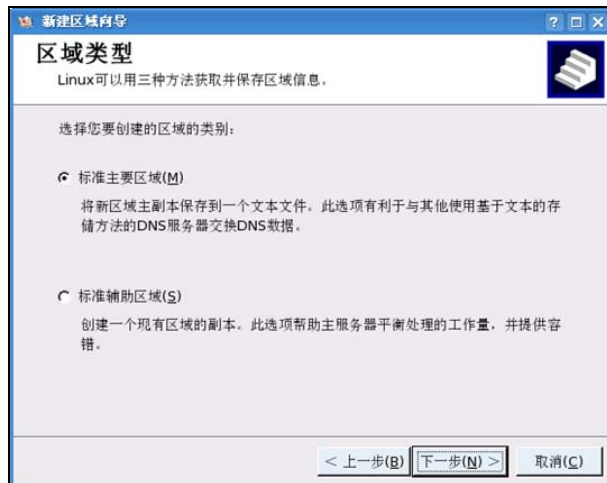 新建区域向导
区域类型
Linux可以用三种方法获取并保存区域信息。
选择您要创建的区域的类别：
标准主要区域(M)
将新区域主副本保存到一个文本文件。此选项有利于与其他使用基于文本的存
储方法的DNS服务器交换DNS数据。
标准辅助区域(S)
创建一个现有区域的副本。此选项帮助主服务器平衡处理的工作量，并提供容
错。
< 上一步(B) 下一步(N) > 取消(C)